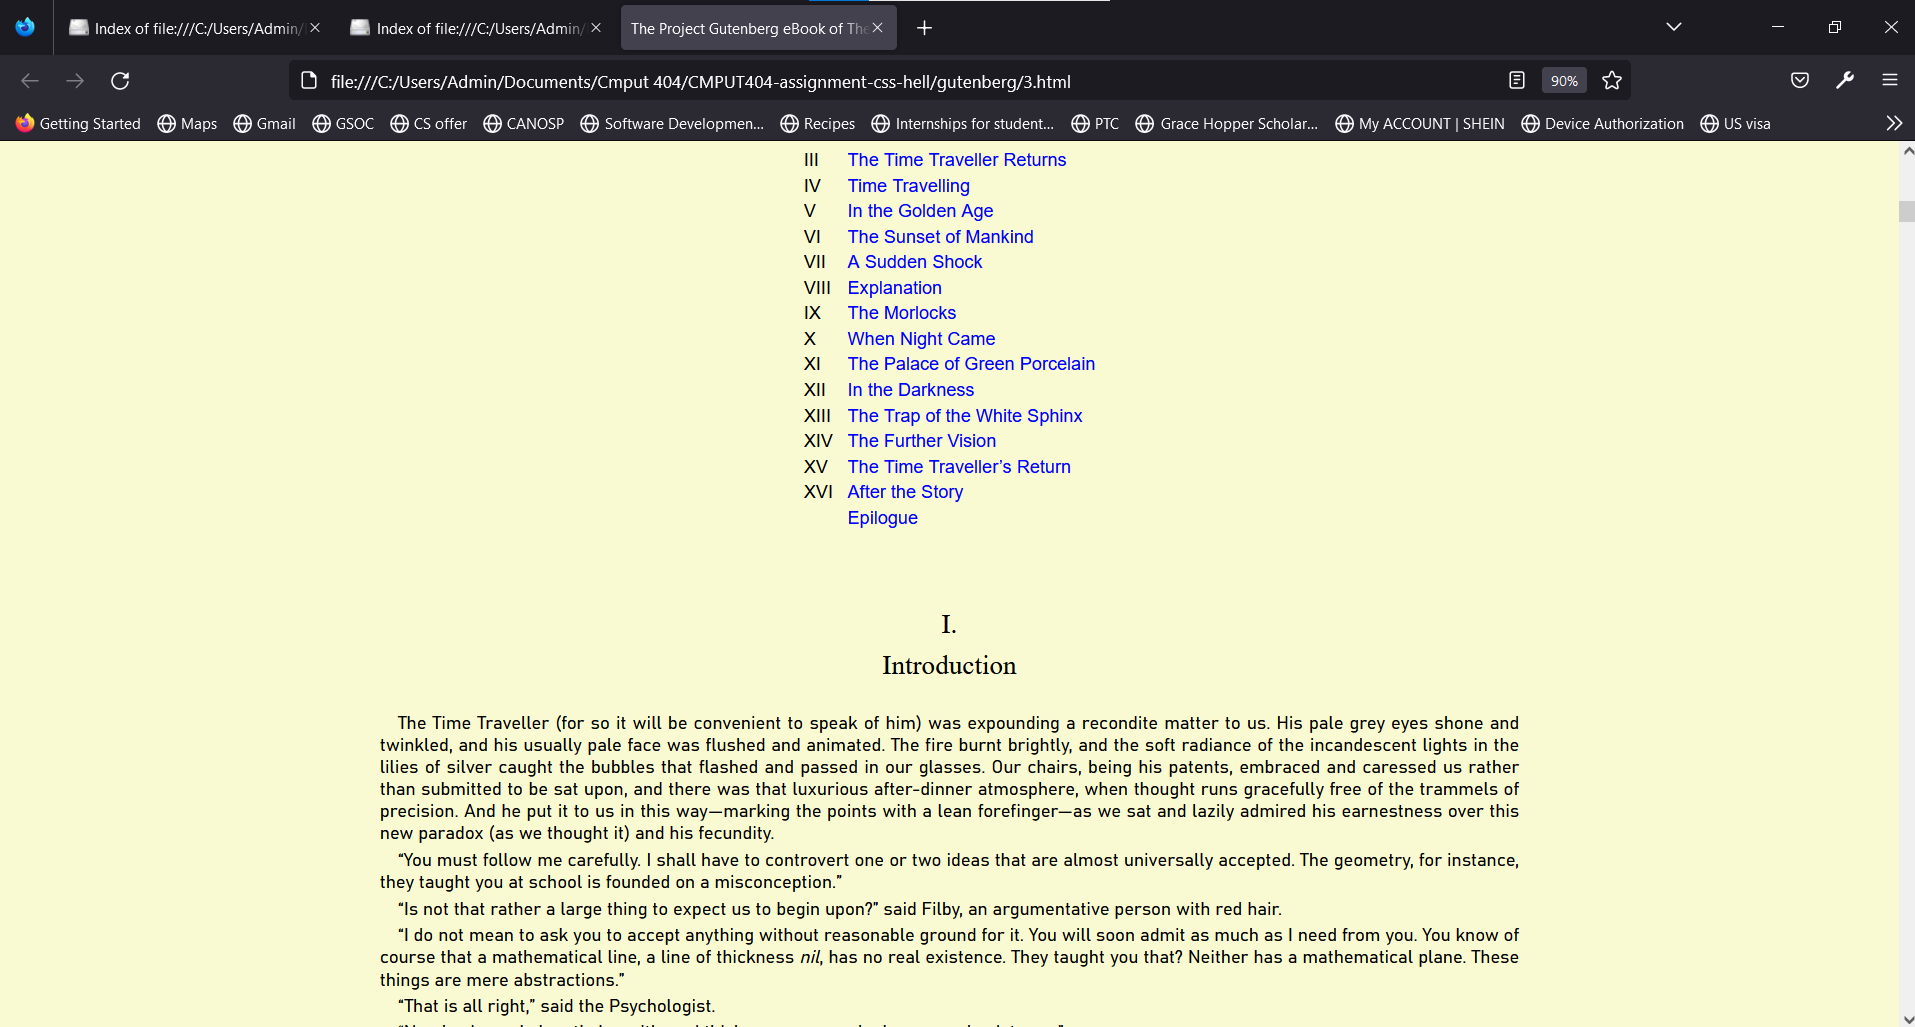 Index of file:///C:/Users/Admin/
Index of file:///C:/Users/Admin/
The Project Gutenberg eBook of The
file:///C:/Users/Admin/Documents/Cmput 404/CMPUT404-assignment-css-hell/gutenberg/3.html
90%
Getting Started Maps Gmail GSOC CS offer CANOSP Software Developmen... Recipes Internships for student... PTC Grace Hopper Scholar... My ACCOUNT | SHEIN Device Authorization US visa
III The Time Traveller Returns
IV Time Travelling
V In the Golden Age
VI The Sunset of Mankind
VII A Sudden Shock
VIII Explanation
IX The Morlocks
X When Night Came
XI The Palace of Green Porcelain
XII In the Darkness
XIII The Trap of the White Sphinx
XIV The Further Vision
XV The Time Traveller’s Return
XVI After the Story
Epilogue
I.
Introduction
The Time Traveller (for so it will be convenient to speak of him) was expounding a recondite matter to us. His pale grey eyes shone and
twinkled, and his usually pale face was flushed and animated. The fire burnt brightly, and the soft radiance of the incandescent lights in the
lilies of silver caught the bubbles that flashed and passed in our glasses. Our chairs, being his patents, embraced and caressed us rather
than submitted to be sat upon, and there was that luxurious after-dinner atmosphere, when thought runs gracefully free of the trammels of
precision. And he put it to us in this way—marking the points with a lean forefinger—as we sat and lazily admired his earnestness over this
new paradox (as we thought it) and his fecundity.
“You must follow me carefully. I shall have to controvert one or two ideas that are almost universally accepted. The geometry, for instance,
they taught you at school is founded on a misconception.”
“Is not that rather a large thing to expect us to begin upon?” said Filby, an argumentative person with red hair.
“I do not mean to ask you to accept anything without reasonable ground for it. You will soon admit as much as I need from you. You know of
course that a mathematical line, a line of thickness nil, has no real existence. They taught you that? Neither has a mathematical plane. These
things are mere abstractions.”
“That is all right,” said the Psychologist.